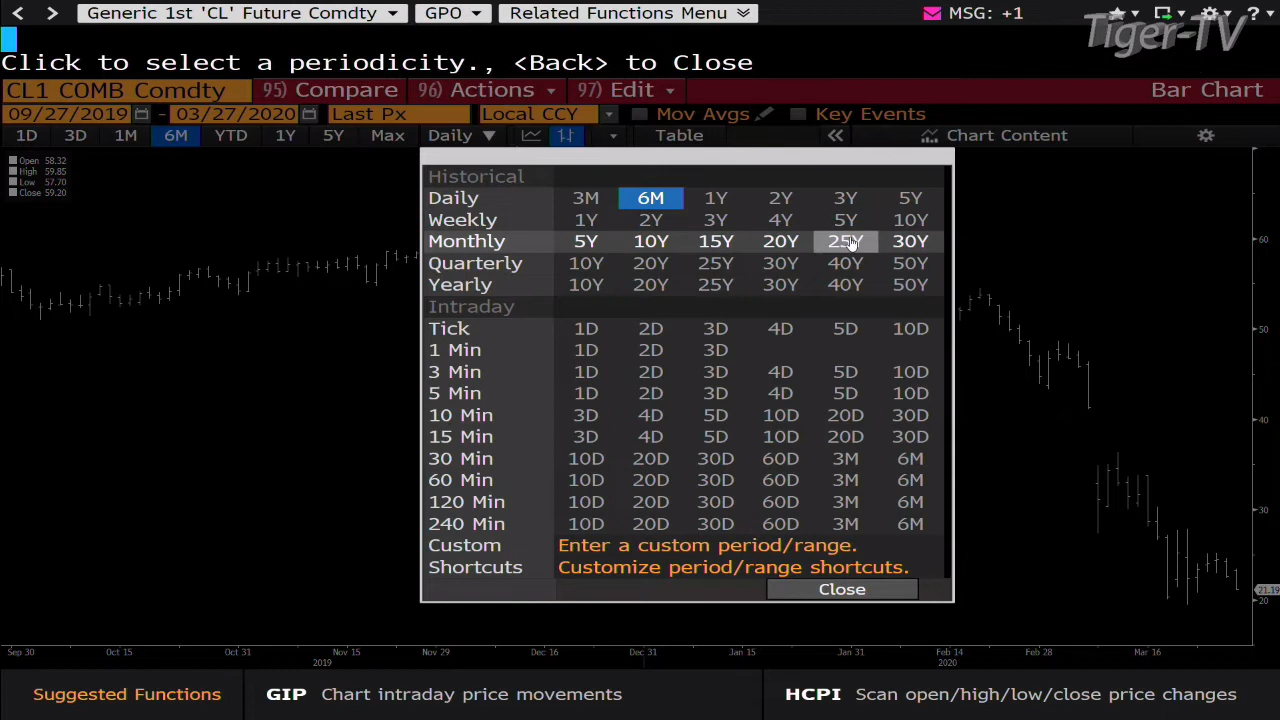 Generic 1st 'CL' Future Comdty GPO Related Functions Menu MSG: +1 ?
Tiger-TV
Click to select a periodicity., <Back> to Close
CL1 COMB Comdty 95) Compare 96) Actions 97) Edit Bar Chart
09/27/2019 - 03/27/2020 Last Px Local CCY Mov Avgs Key Events
1D 3D 1M 6M YTD 1Y 5Y Max Daily Table « Chart Content
Open 58.32
High 59.85
Low 57.70
Close 59.20
Historical
Daily 3M 6M 1Y 2Y 3Y 5Y
Weekly 1Y 2Y 3Y 4Y 5Y 10Y
Monthly 5Y 10Y 15Y 20Y 25Y 30Y
Quarterly 10Y 20Y 25Y 30Y 40Y 50Y
Yearly 10Y 20Y 25Y 30Y 40Y 50Y
Intraday
Tick 1D 2D 3D 4D 5D 10D
1 Min 1D 2D 3D
3 Min 1D 2D 3D 4D 5D 10D
5 Min 1D 2D 3D 4D 5D 10D
10 Min 3D 4D 5D 10D 20D 30D
15 Min 3D 4D 5D 10D 20D 30D
30 Min 10D 20D 30D 60D 3M 6M
60 Min 10D 20D 30D 60D 3M 6M
120 Min 10D 20D 30D 60D 3M 6M
240 Min 10D 20D 30D 60D 3M 6M
Custom Enter a custom period/range.
Shortcuts Customize period/range shortcuts.
Close
60
50
40
30
21.19
20
Sep 30 Oct 15 Oct 31 Nov 15 Nov 29 Dec 16 Dec 31 Jan 15 Jan 31 Feb 14 Feb 28 Mar 16
2019 2020
Suggested Functions GIP Chart intraday price movements HCPI Scan open/high/low/close price changes